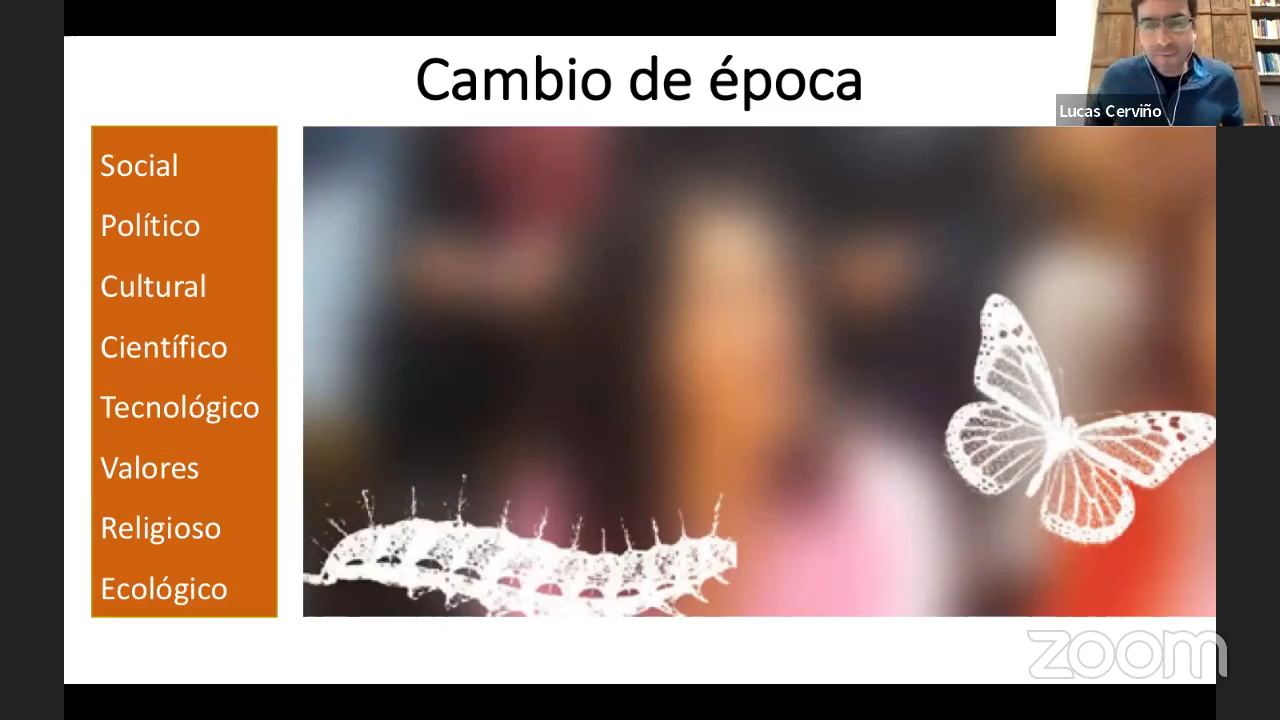 Cambio de época
Lucas Cerviño
Social
Político
Cultural
Científico
Tecnológico
Valores
Religioso
Ecológico
zoom